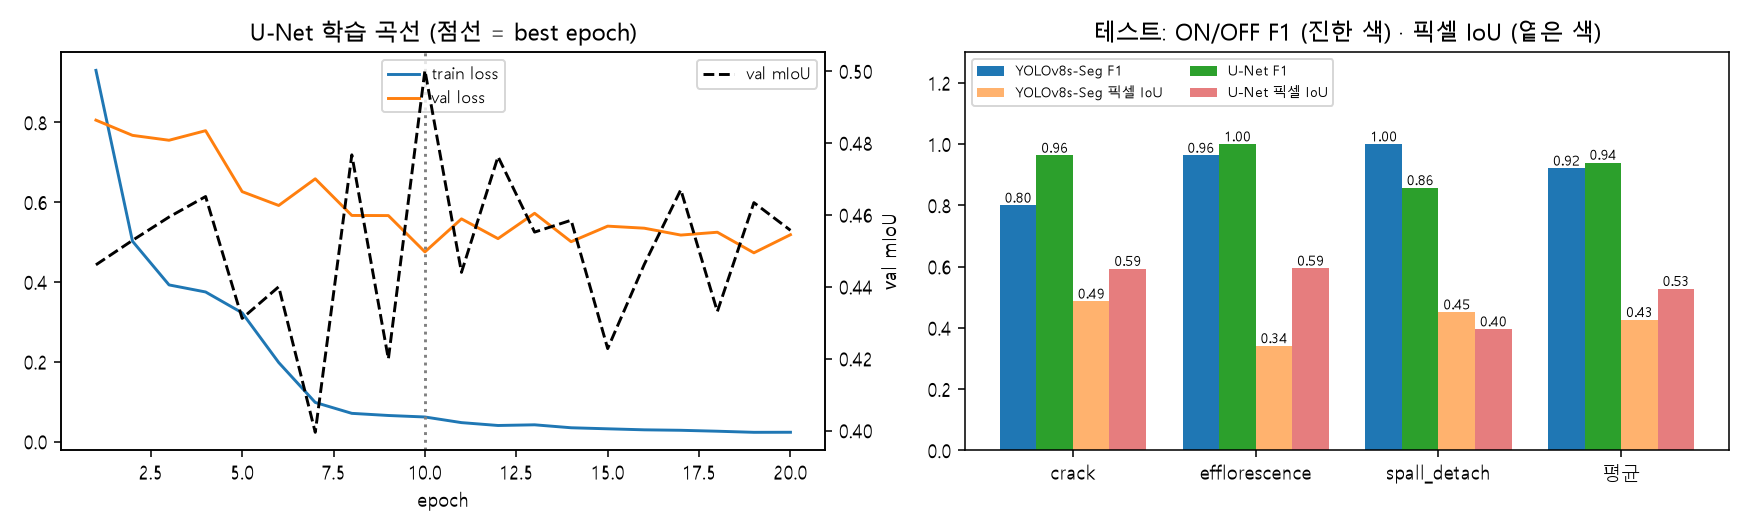 U-Net 학습 곡선 (점선 = best epoch)
train loss
val loss
val mIoU
0.8
0.6
0.4
0.2
0.0
0.50
0.48
0.46
0.44
0.42
0.40
val mIoU
2.5 5.0 7.5 10.0 12.5 15.0 17.5 20.0
epoch
테스트: ON/OFF F1 (진한 색) · 픽셀 IoU (옅은 색)
YOLOv8s-Seg F1
YOLOv8s-Seg 픽셀 IoU
U-Net F1
U-Net 픽셀 IoU
1.2
1.0
0.8
0.6
0.4
0.2
0.0
0.80 0.96 0.49 0.59
0.96 1.00 0.34 0.59
1.00 0.86 0.45 0.40
0.92 0.94 0.43 0.53
crack efflorescence spall_detach 평균